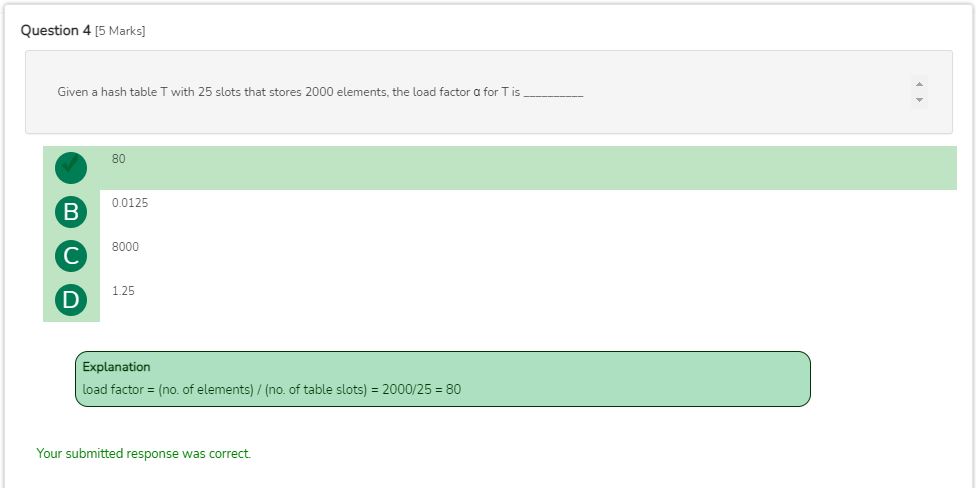 Question 4 [5 Marks]
Given a hash table T with 25 slots that stores 2000 elements, the load factor α for T is __________
80
B 0.0125
C 8000
D 1.25
Explanation
load factor = (no. of elements) / (no. of table slots) = 2000/25 = 80
Your submitted response was correct.